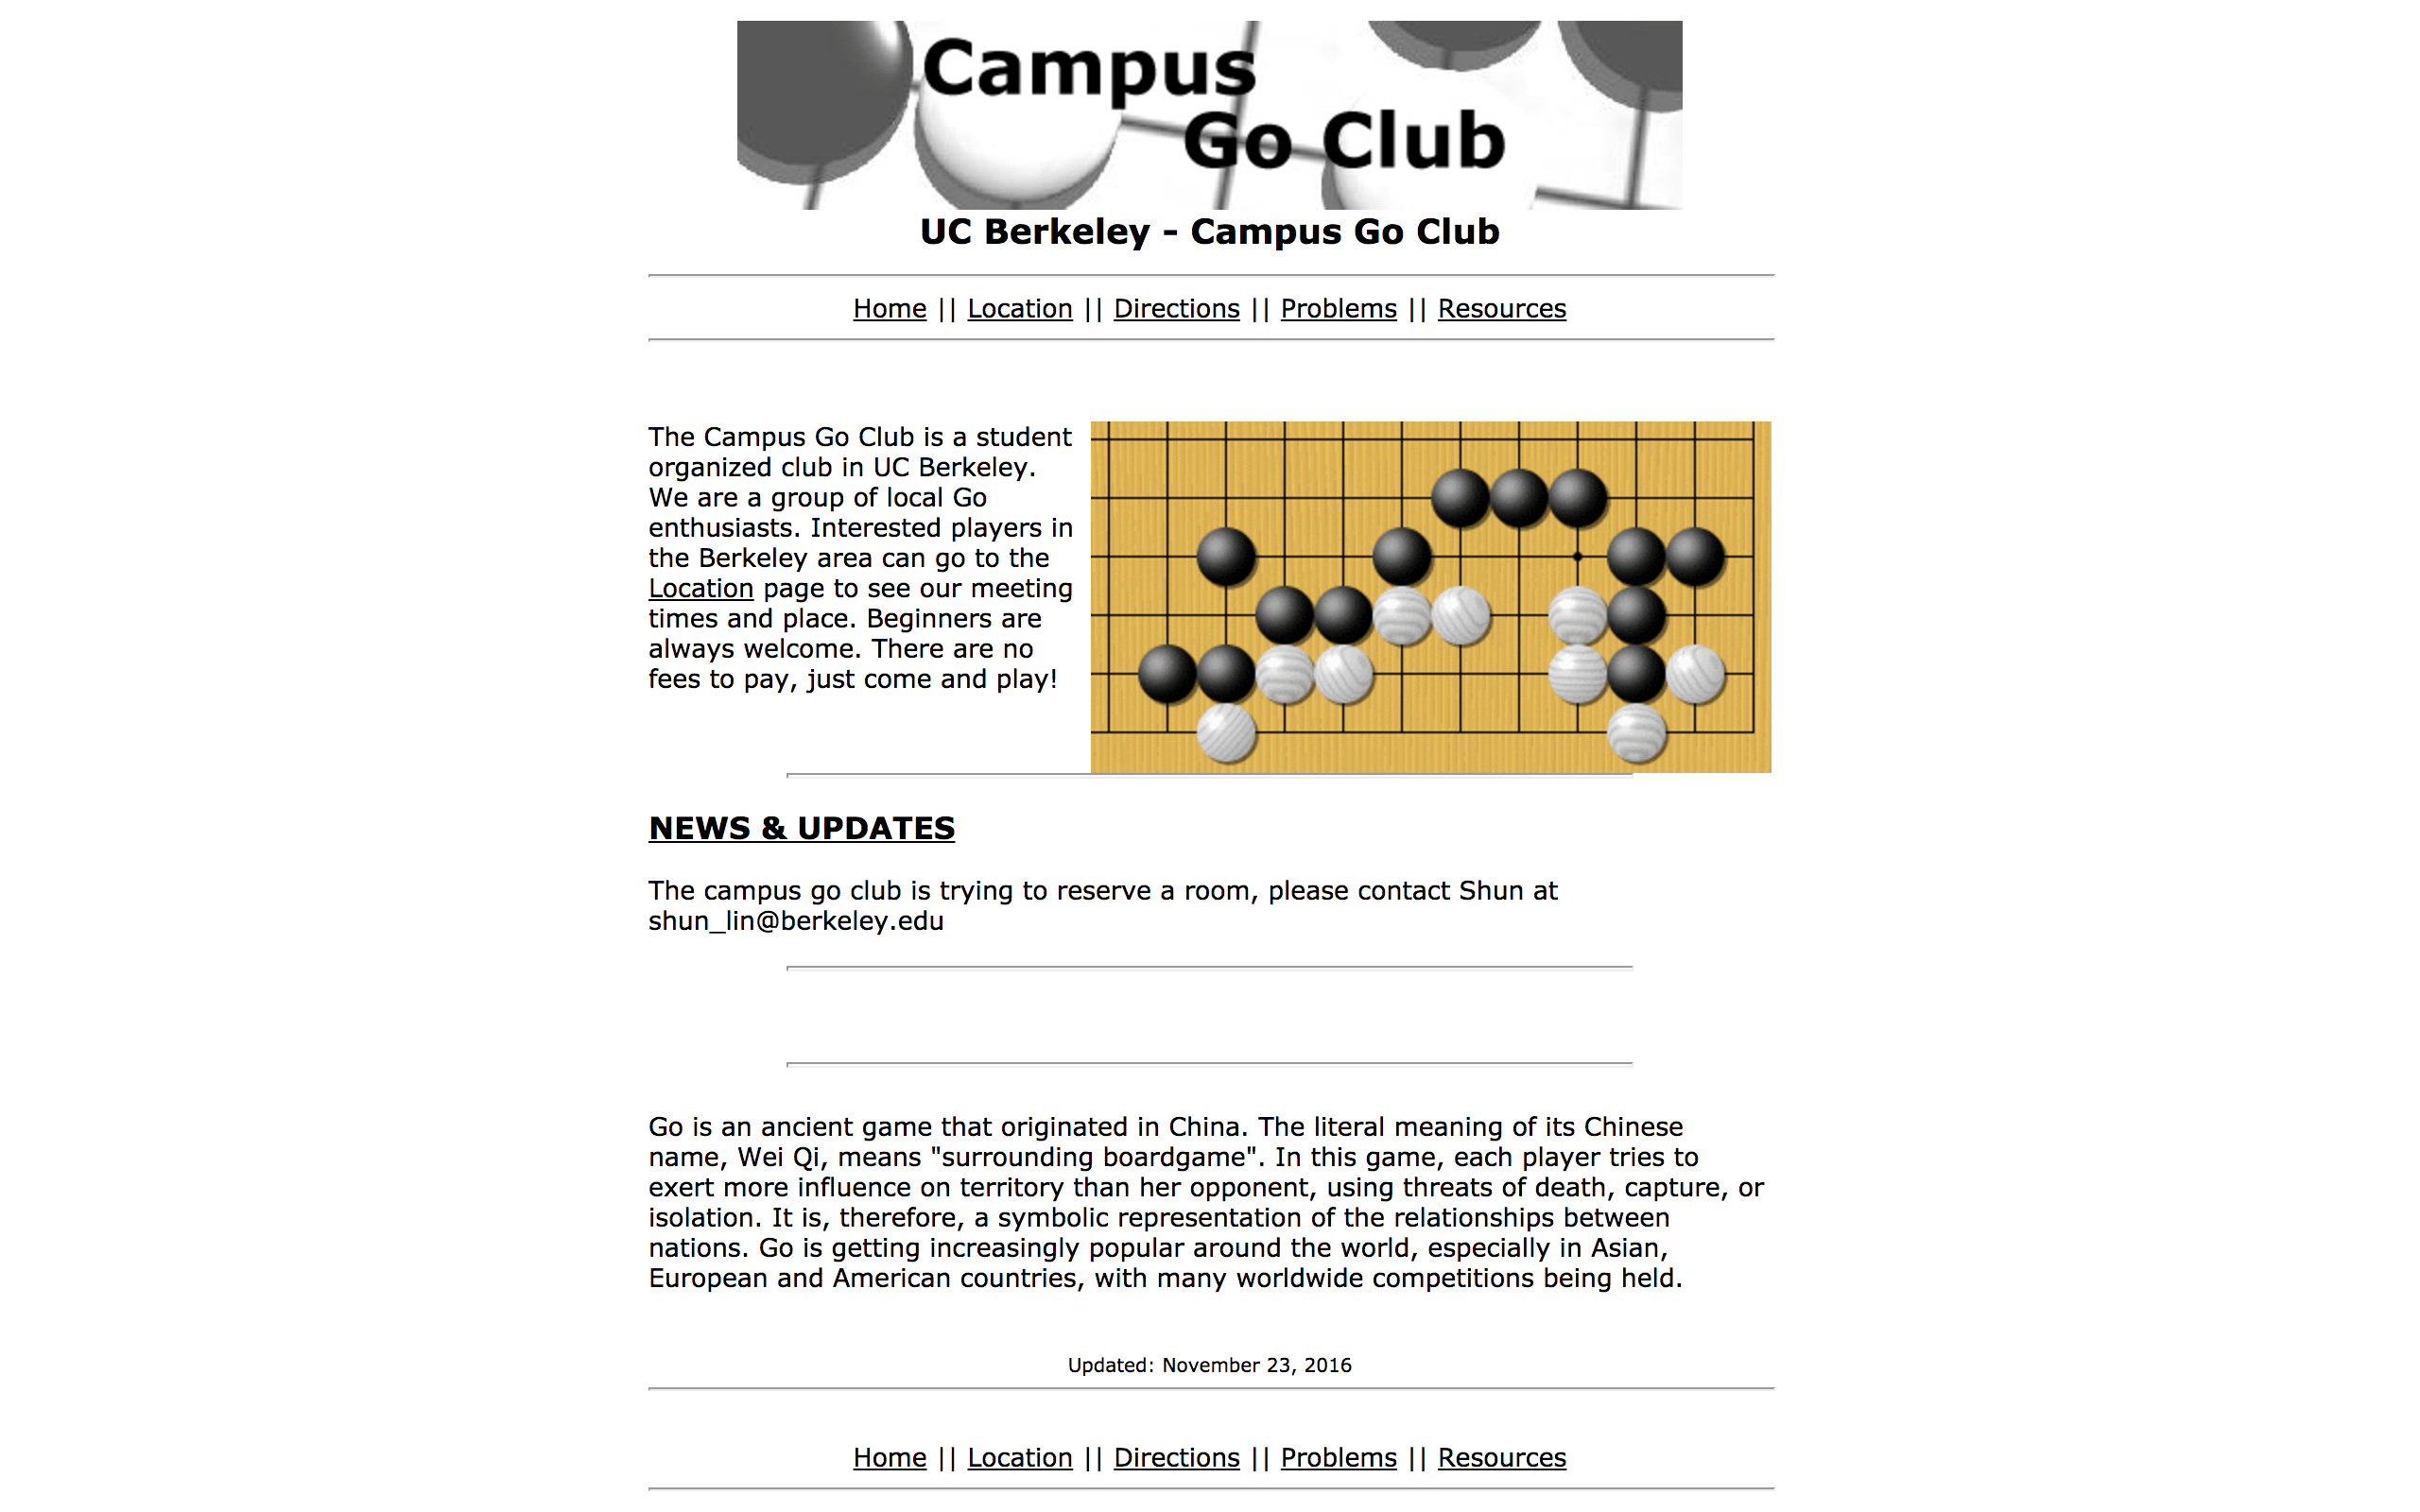 Campus
Go Club
UC Berkeley - Campus Go Club
Home || Location || Directions || Problems || Resources
The Campus Go Club is a student
organized club in UC Berkeley.
We are a group of local Go
enthusiasts. Interested players in
the Berkeley area can go to the
Location page to see our meeting
times and place. Beginners are
always welcome. There are no
fees to pay, just come and play!
NEWS & UPDATES
The campus go club is trying to reserve a room, please contact Shun at
shun_lin@berkeley.edu
Go is an ancient game that originated in China. The literal meaning of its Chinese
name, Wei Qi, means "surrounding boardgame". In this game, each player tries to
exert more influence on territory than her opponent, using threats of death, capture, or
isolation. It is, therefore, a symbolic representation of the relationships between
nations. Go is getting increasingly popular around the world, especially in Asian,
European and American countries, with many worldwide competitions being held.
Updated: November 23, 2016
Home || Location || Directions || Problems || Resources